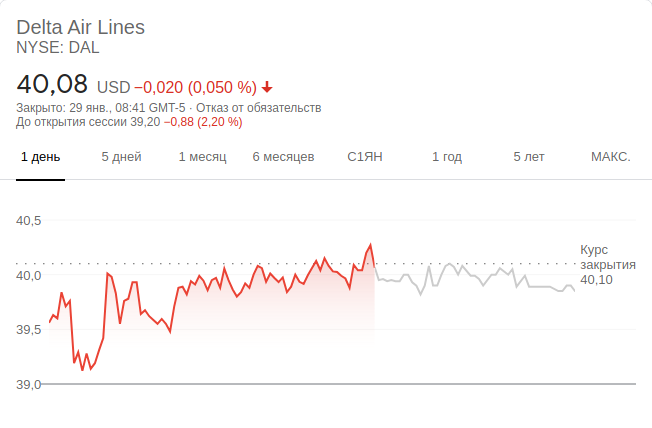 Delta Air Lines
NYSE: DAL
40,08 USD −0,020 (0,050 %)
Закрыто: 29 янв., 08:41 GMT-5 · Отказ от обязательств
До открытия сессии 39,20 −0,88 (2,20 %)
1 день 5 дней 1 месяц 6 месяцев С1ЯН 1 год 5 лет МАКС.
40,5
40,0
39,5
39,0
Курс
закрытия
40,10